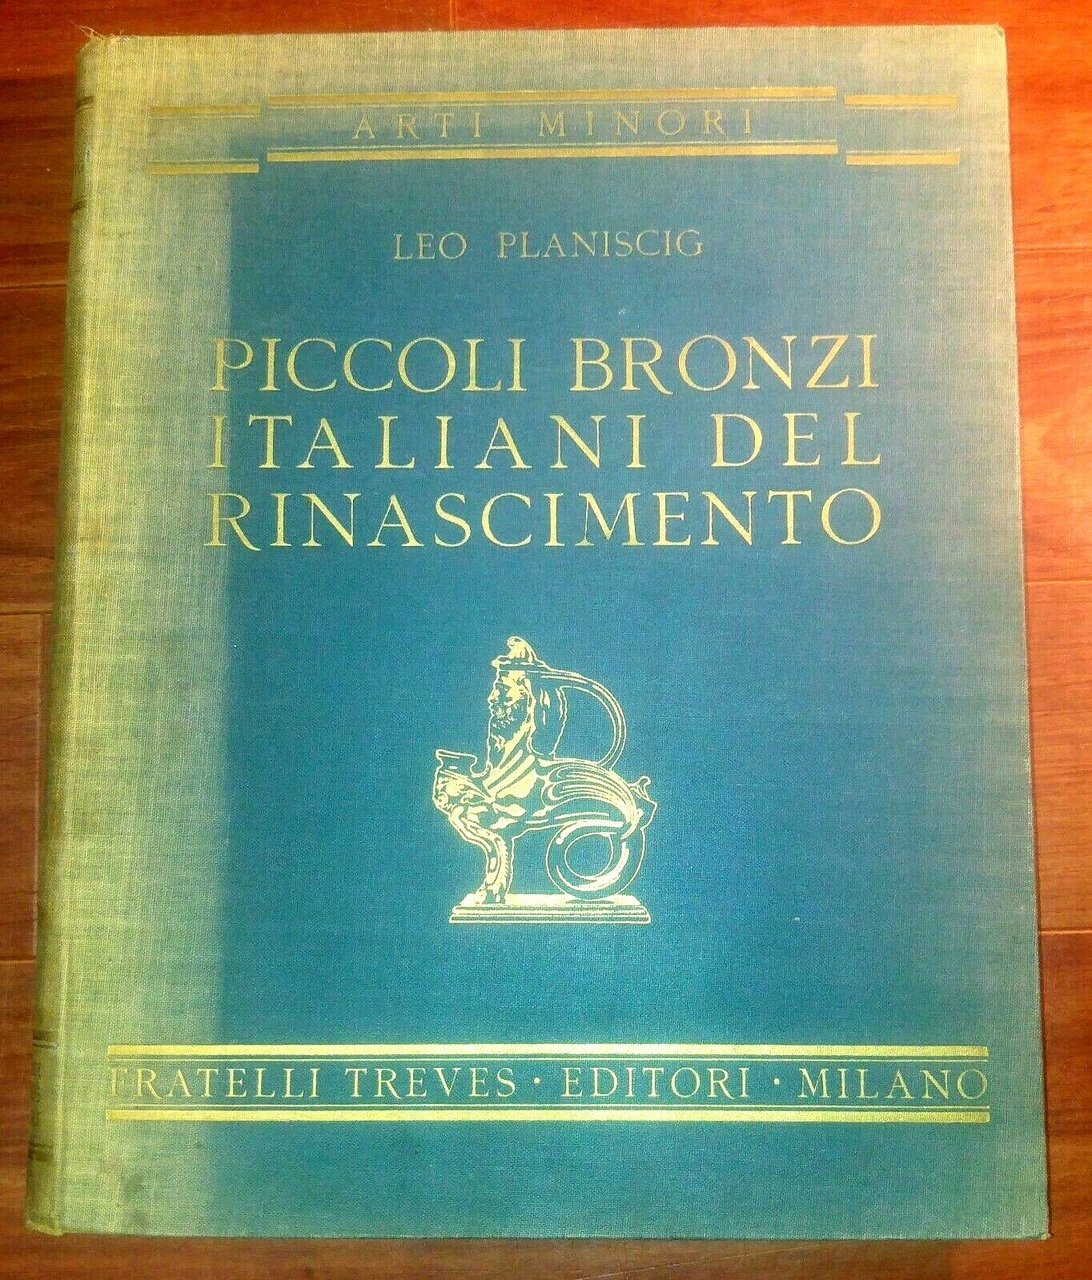 ARTI MINORI
LEO PLANISCIG
PICCOLI BRONZI
ITALIANI DEL
RINASCIMENTO
FRATELLI TREVES · EDITORI · MILANO